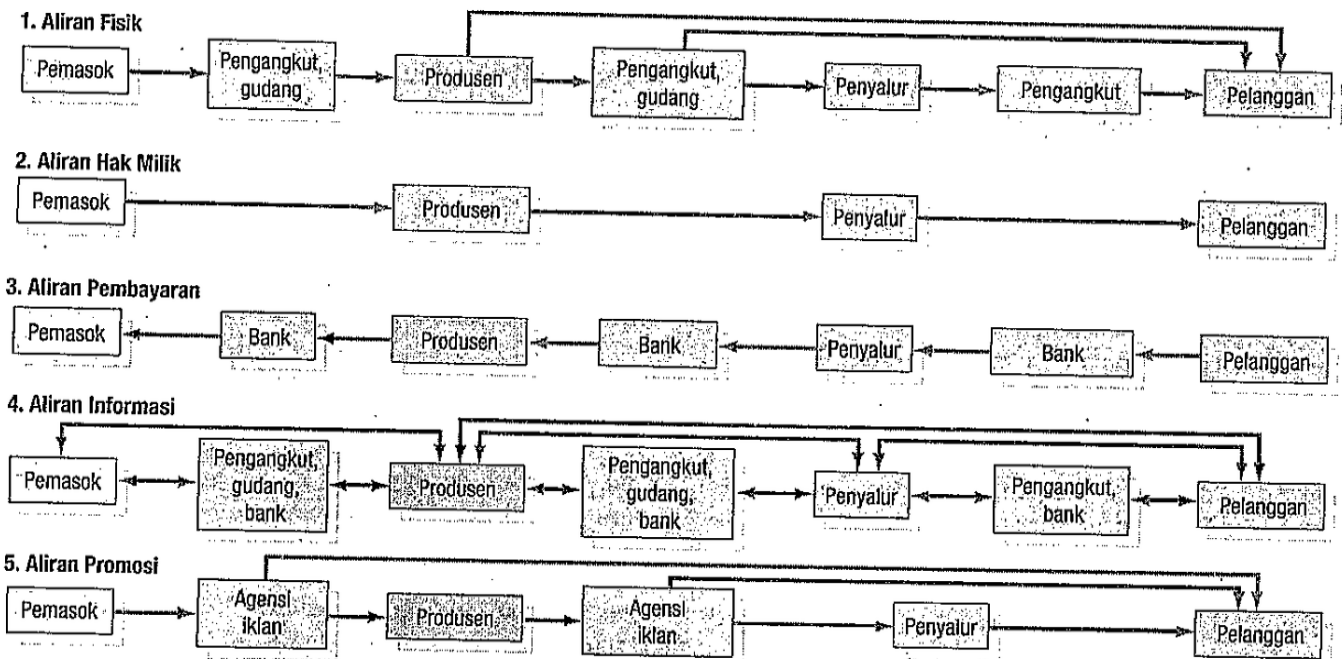 1. Aliran Fisik
Pemasok
Pengangkut,
gudang
Produsen
Pengangkut,
gudang
Penyalur
Pengangkut
Pelanggan
2. Aliran Hak Milik
Pemasok
Produsen
Penyalur
Pelanggan
3. Aliran Pembayaran
Pemasok
Bank
Produsen
Bank
Penyalur
Bank
Pelanggan
4. Aliran Informasi
Pemasok
Pengangkut,
gudang,
bank
Produsen
Pengangkut,
gudang,
bank
Penyalur
Pengangkut,
bank
Pelanggan
5. Aliran Promosi
Pemasok
Agensi
iklan
Produsen
Agensi
iklan
Penyalur
Pelanggan